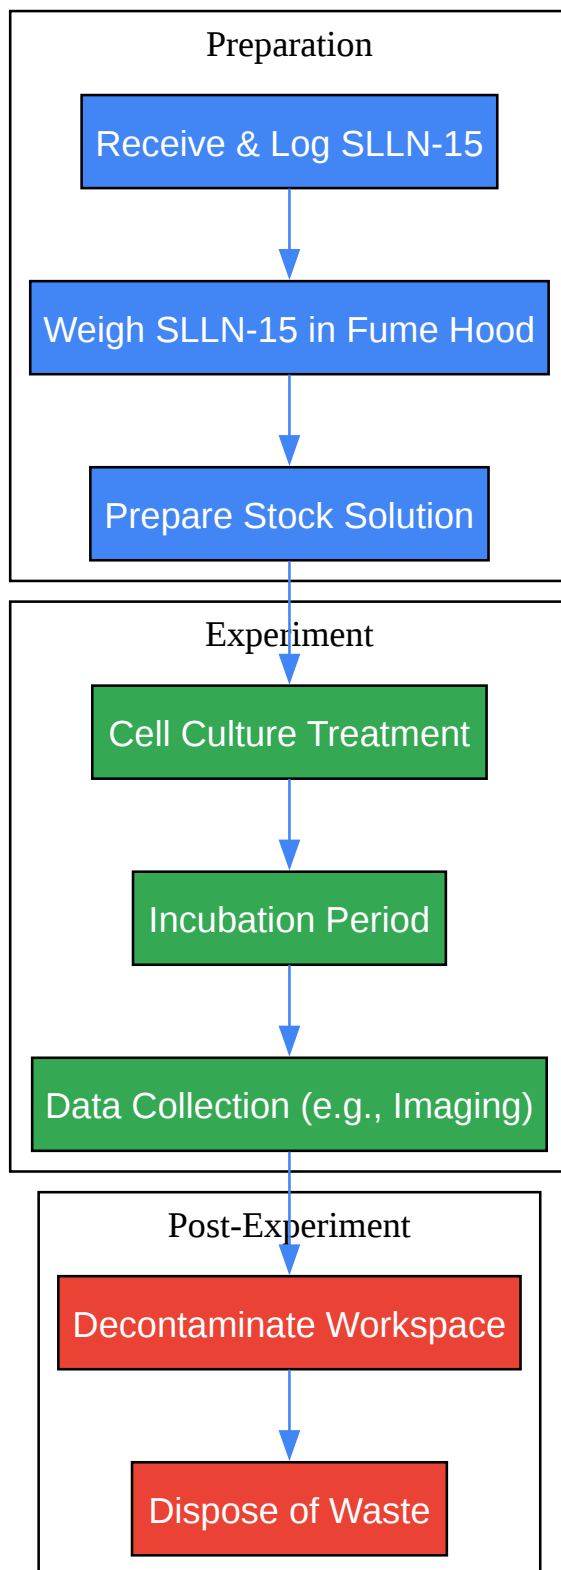 Preparation
Receive & Log SLLN-15
Weigh SLLN-15 in Fume Hood
Prepare Stock Solution
Experiment
Cell Culture Treatment
Incubation Period
Data Collection (e.g., Imaging)
Post-Experiment
Decontaminate Workspace
Dispose of Waste